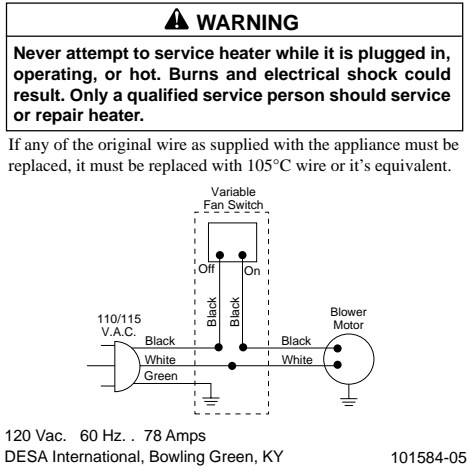 WARNING
Never attempt to service heater while it is plugged in,
operating, or hot. Burns and electrical shock could
result. Only a qualified service person should service
or repair heater.
If any of the original wire as supplied with the appliance must be
replaced, it must be replaced with 105°C wire or it's equivalent.
Variable
Fan Switch
Off
On
Black
Black
110/115
V.A.C.
Black
White
Green
Black
White
Blower
Motor
120 Vac. 60 Hz. . 78 Amps
DESA International, Bowling Green, KY
101584-05